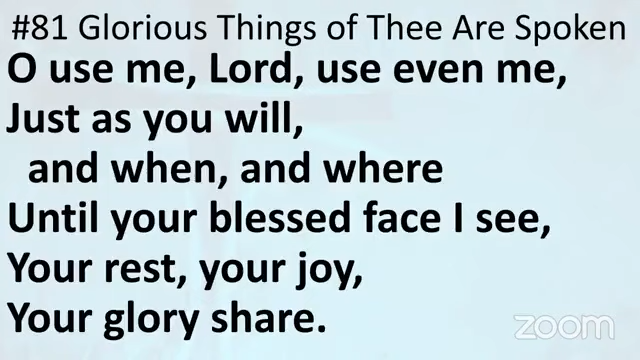 #81 Glorious Things of Thee Are Spoken
O use me, Lord, use even me,
Just as you will,
and when, and where
Until your blessed face I see,
Your rest, your joy,
Your glory share.
zoom